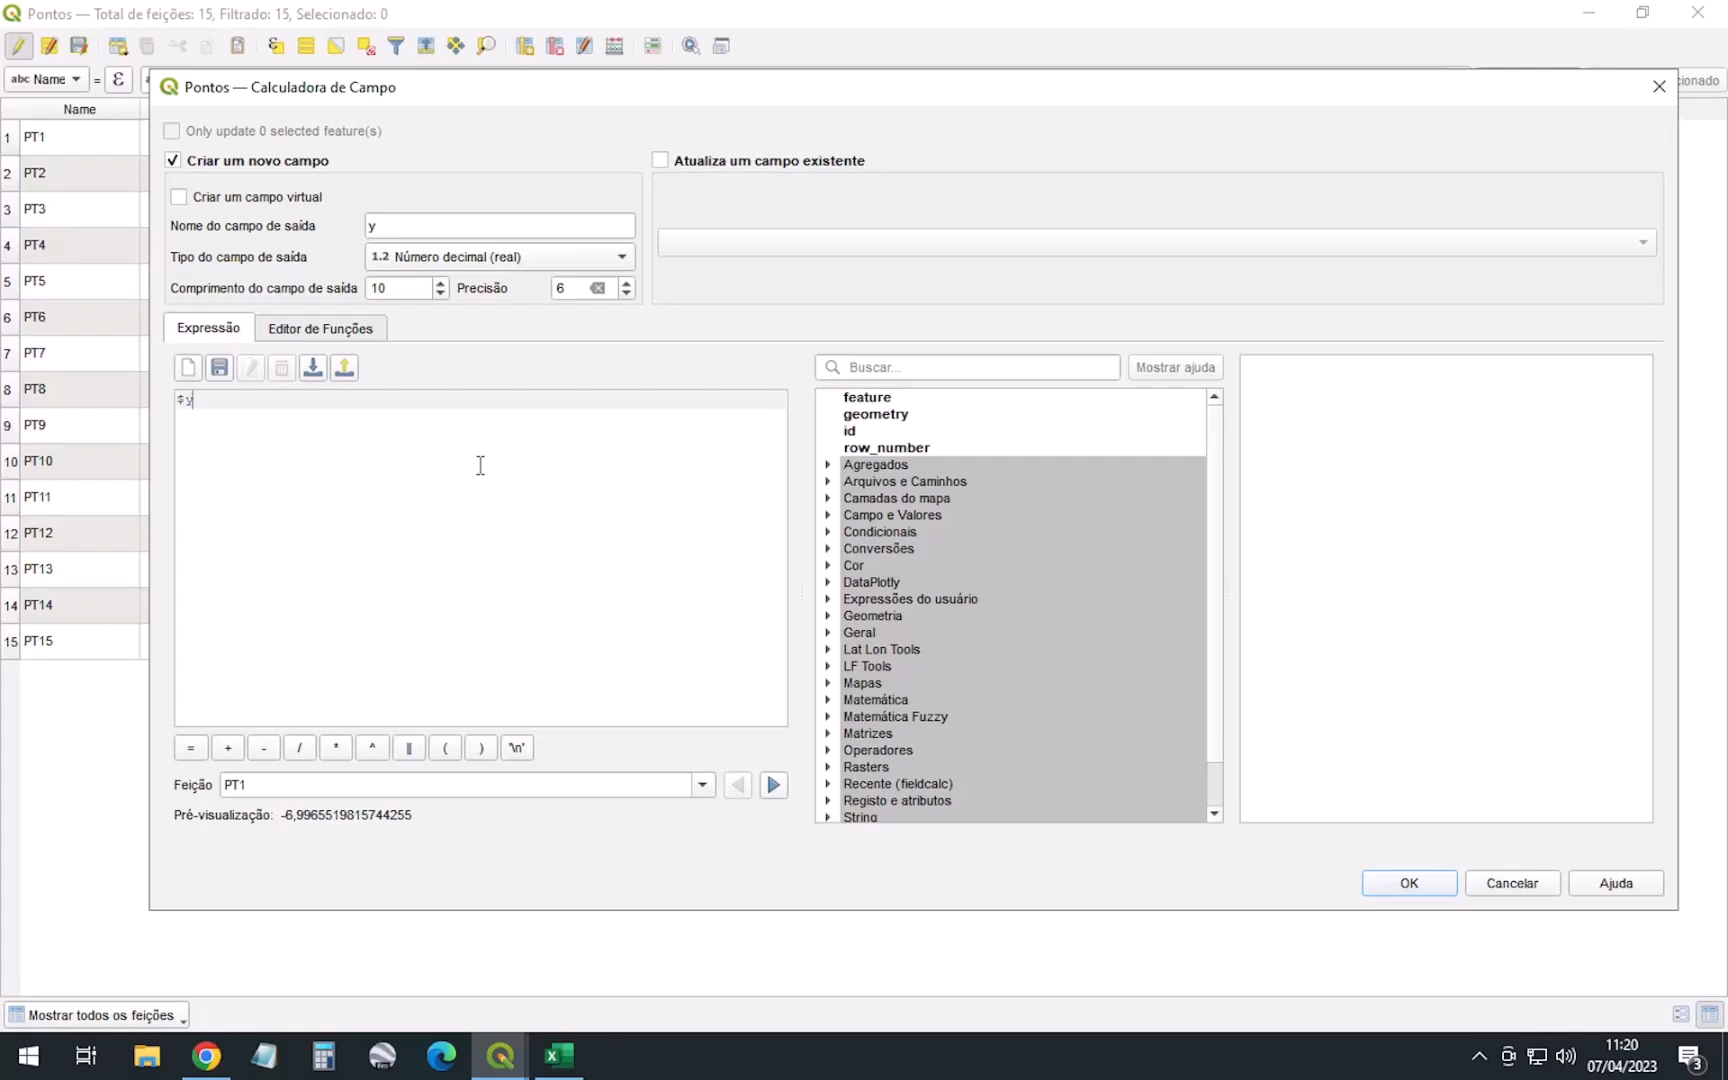 Pontos — Total de feições: 15, Filtrado: 15, Selecionado: 0
abc Name = ε
ionado
Name
1 PT1
2 PT2
3 PT3
4 PT4
5 PT5
6 PT6
7 PT7
8 PT8
9 PT9
10 PT10
11 PT11
12 PT12
13 PT13
14 PT14
15 PT15
Pontos — Calculadora de Campo
Only update 0 selected feature(s)
Criar um novo campo
Atualiza um campo existente
Criar um campo virtual
Nome do campo de saída y
Tipo do campo de saída 1.2 Número decimal (real)
Comprimento do campo de saída 10 Precisão 6
Expressão Editor de Funções
Buscar... Mostrar ajuda
$y
feature
geometry
id
row_number
Agregados
Arquivos e Caminhos
Camadas do mapa
Campo e Valores
Condicionais
Conversões
Cor
DataPlotly
Expressões do usuário
Geometria
Geral
Lat Lon Tools
LF Tools
Mapas
Matemática
Matemática Fuzzy
Matrizes
Operadores
Rasters
Recente (fieldcalc)
Registo e atributos
String
= + - / * ^ || ( ) '\n'
Feição PT1
Pré-visualização: -6,9965519815744255
OK Cancelar Ajuda
Mostrar todos os feições
11:20
07/04/2023
3